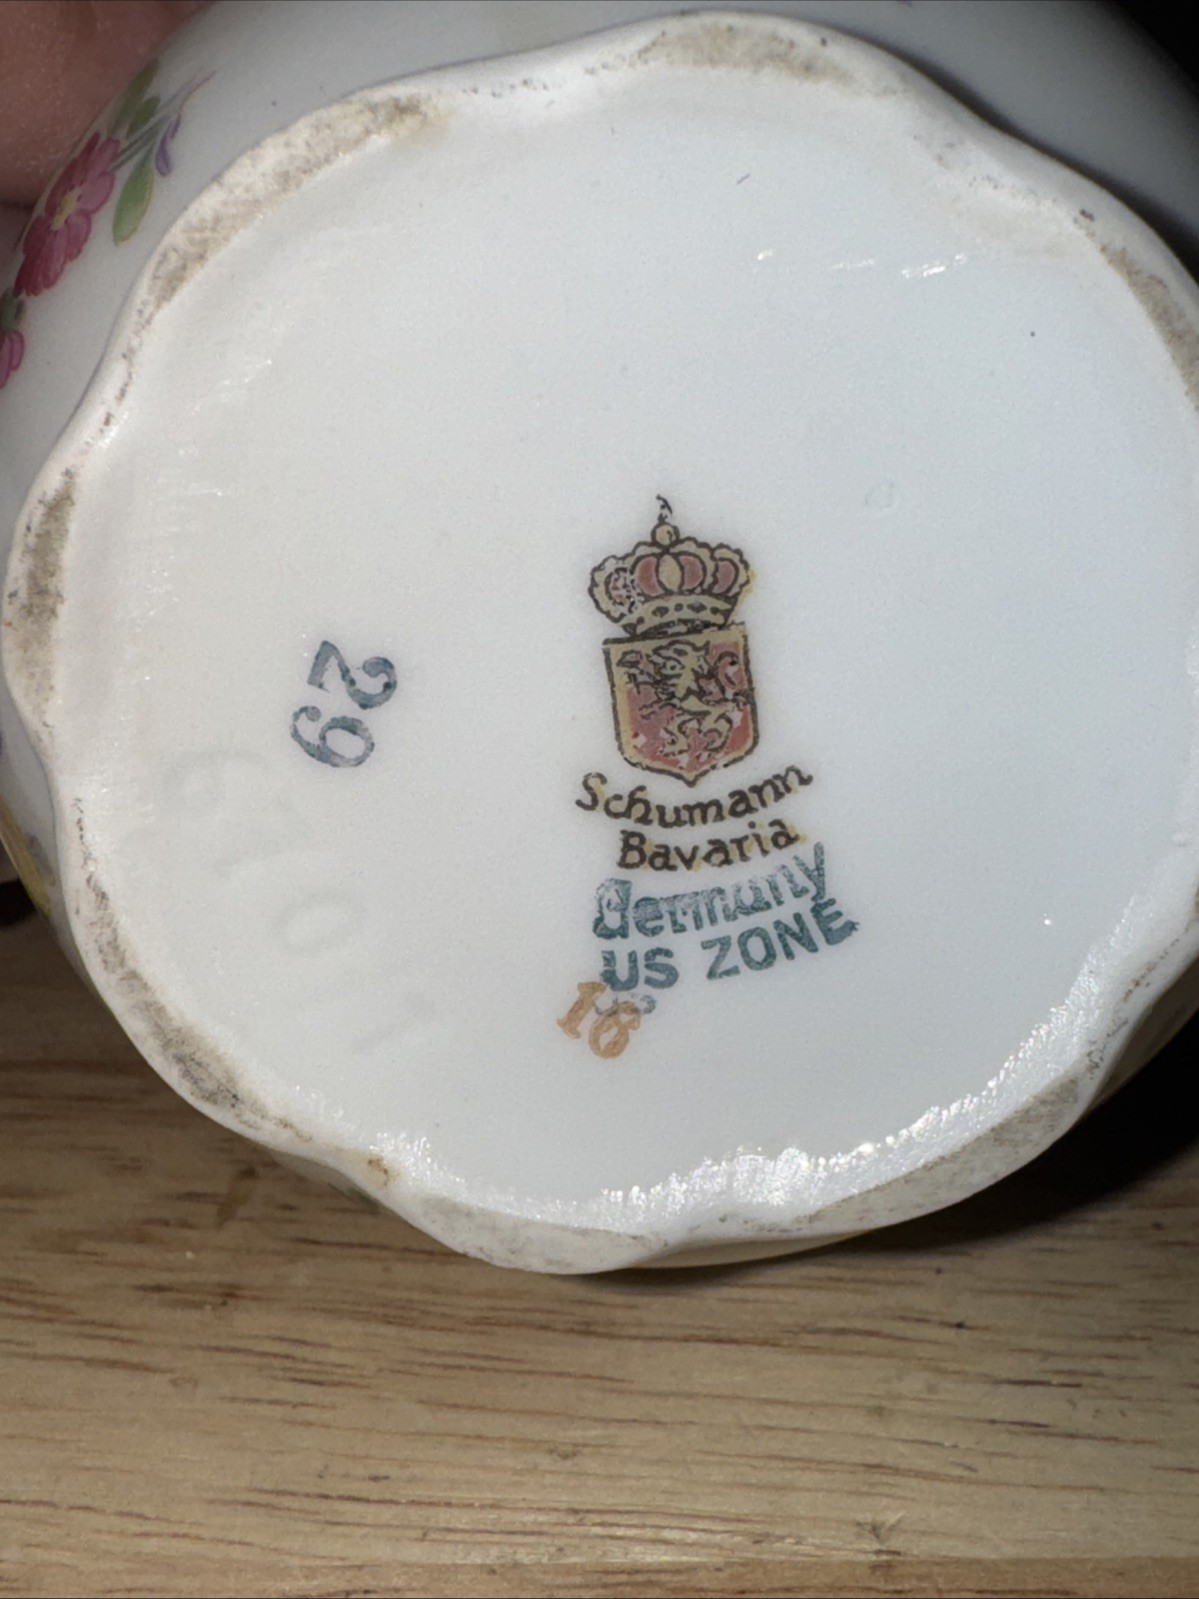 29
Schumann
Bavaria
Germany
US ZONE
16